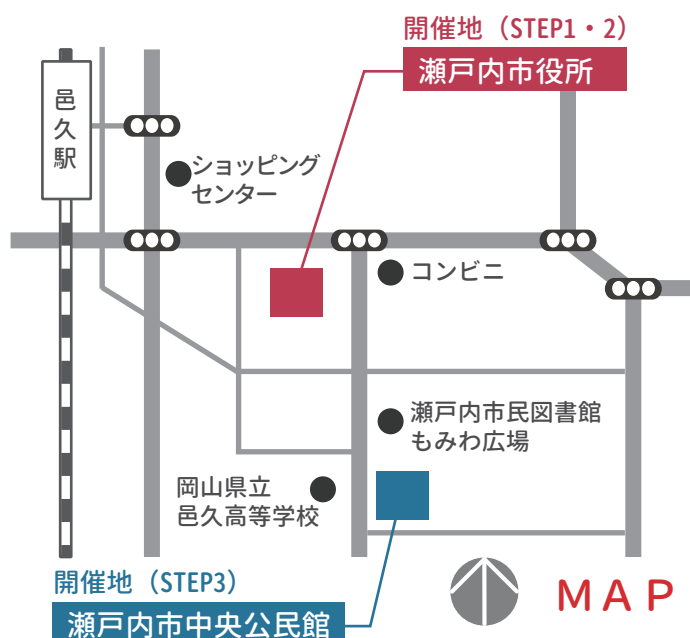 開催地（STEP1・2）
瀬戸内市役所
邑久駅
ショッピング
センター
コンビニ
瀬戸内市民図書館
もみわ広場
岡山県立
邑久高等学校
開催地（STEP3）
瀬戸内市中央公民館
MAP